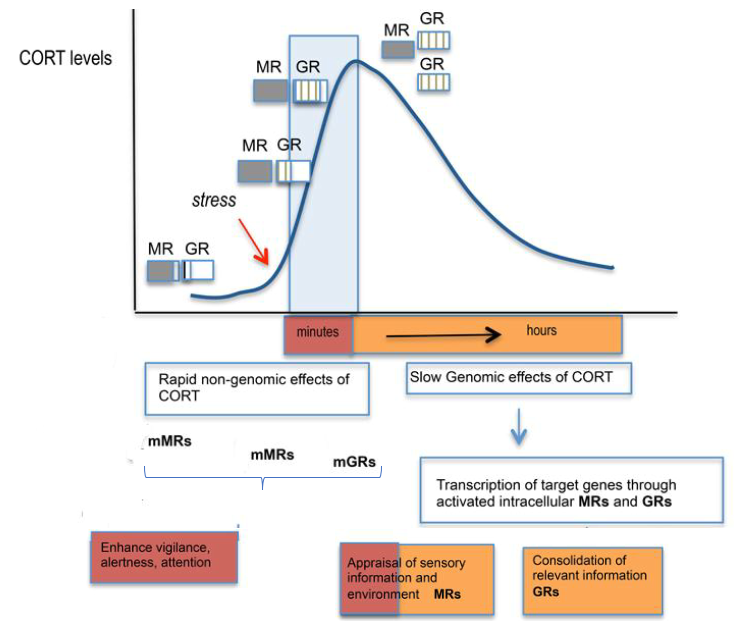 CORT levels
MR
GR
GR
MR GR
MR GR
stress
MR GR
minutes
hours
Rapid non-genomic effects of
CORT
Slow Genomic effects of CORT
mMRs
mMRs
mGRs
Transcription of target genes through
activated intracellular MRs and GRs
Enhance vigilance,
alertness, attention
Appraisal of sensory
information and
environment MRs
Consolidation of
relevant information
GRs